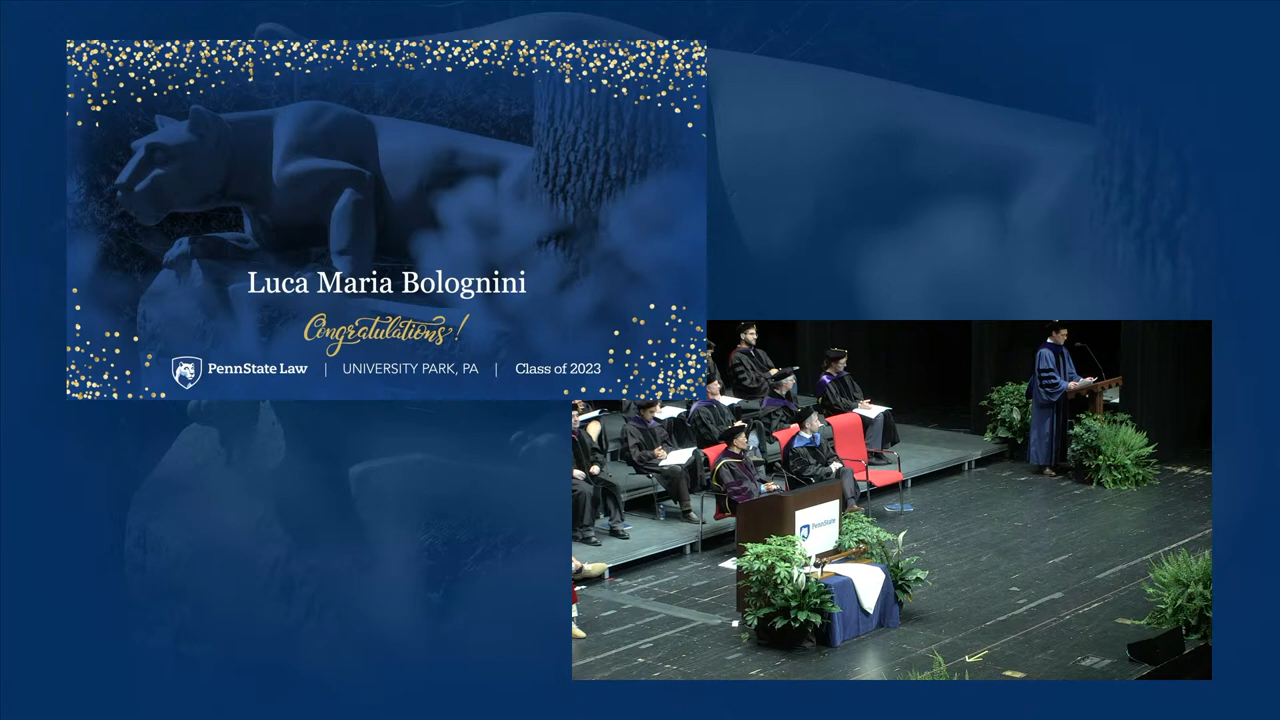 Luca Maria Bolognini
Congratulations!
PennState Law | UNIVERSITY PARK, PA | Class of 2023
PennState